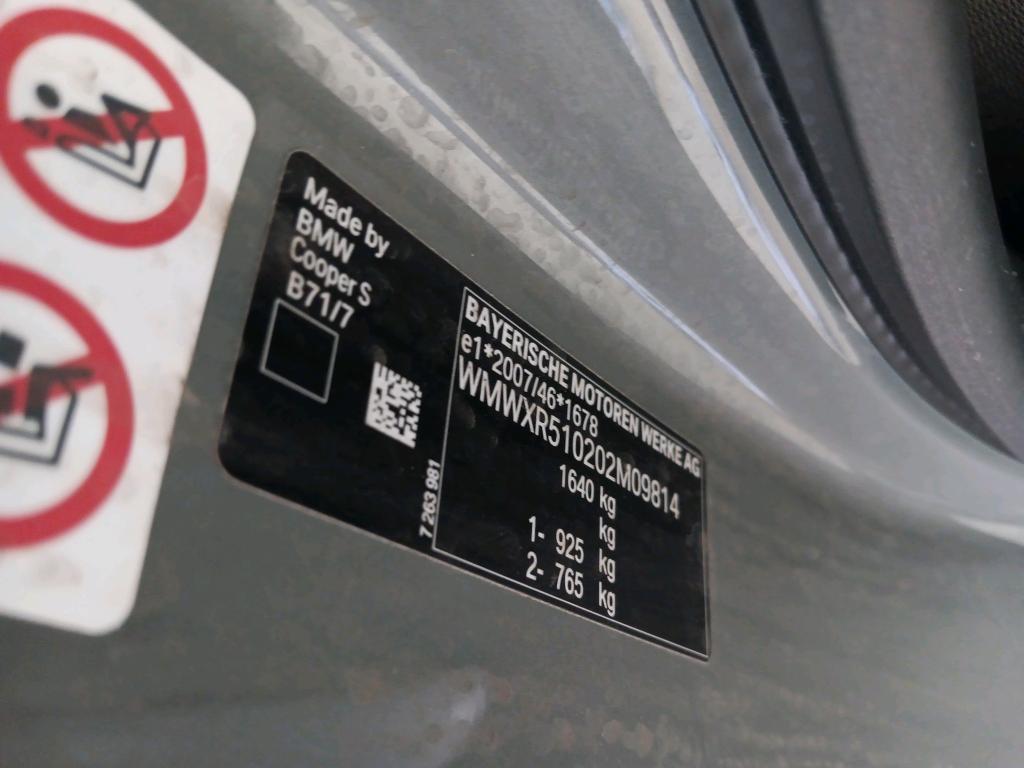 Made by
BMW
Cooper S
B71/7
7 263 981
BAYERISCHE MOTOREN WERKE AG
e1*2007/46*1678
WMWXR510202M09814
1640 kg
kg
1- 925 kg
2- 765 kg